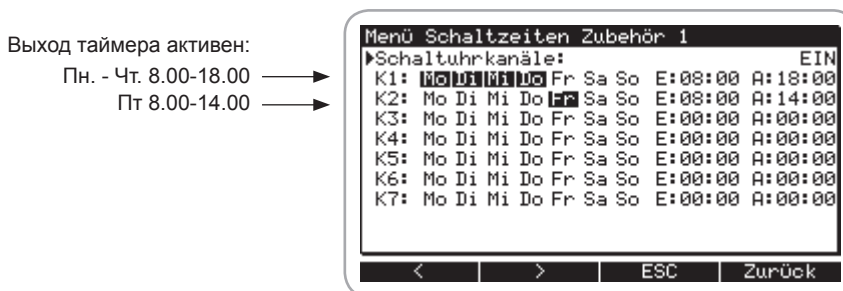 Выход таймера активен:
Пн. - Чт. 8.00-18.00
Пт 8.00-14.00
Menü Schaltzeiten Zubehör 1
Schaltuhrkanäle: EIN
K1: Mo Di Mi Do Fr Sa So E:08:00 A:18:00
K2: Mo Di Mi Do Fr Sa So E:08:00 A:14:00
K3: Mo Di Mi Do Fr Sa So E:00:00 A:00:00
K4: Mo Di Mi Do Fr Sa So E:00:00 A:00:00
K5: Mo Di Mi Do Fr Sa So E:00:00 A:00:00
K6: Mo Di Mi Do Fr Sa So E:00:00 A:00:00
K7: Mo Di Mi Do Fr Sa So E:00:00 A:00:00
< > ESC Zurück